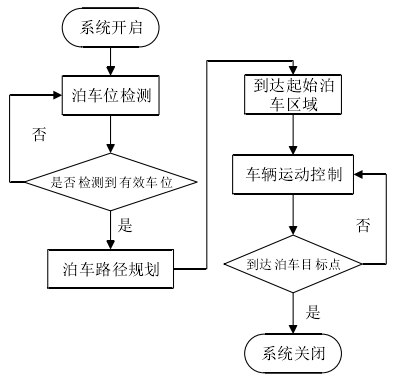 系统开启
泊车位检测
否
是否检测到有效车位
是
泊车路径规划
到达起始泊
车区域
车辆运动控制
否
到达泊车目标点
是
系统关闭